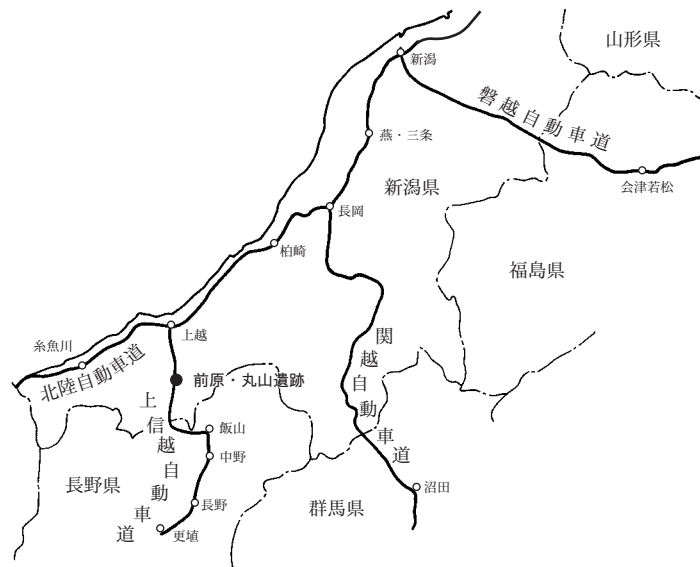 山形県
新潟
磐越自動車道
燕・三条
会津若松
新潟県
長岡
柏崎
福島県
上越
糸魚川
北陸自動車道
関越自動車道
前原・丸山遺跡
上信越自動車道
飯山
中野
長野県
長野
沼田
群馬県
更埴